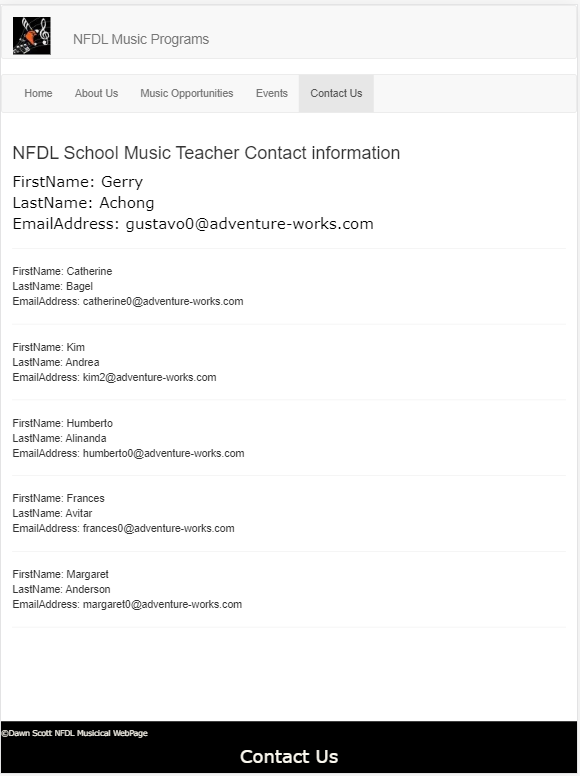 NFDL Music Programs
Home About Us Music Opportunities Events Contact Us
NFDL School Music Teacher Contact information
FirstName: Gerry
LastName: Achong
EmailAddress: gustavo0@adventure-works.com
FirstName: Catherine
LastName: Bagel
EmailAddress: catherine0@adventure-works.com
FirstName: Kim
LastName: Andrea
EmailAddress: kim2@adventure-works.com
FirstName: Humberto
LastName: Alinanda
EmailAddress: humberto0@adventure-works.com
FirstName: Frances
LastName: Avitar
EmailAddress: frances0@adventure-works.com
FirstName: Margaret
LastName: Anderson
EmailAddress: margaret0@adventure-works.com
©Dawn Scott NFDL Musicical WebPage
Contact Us